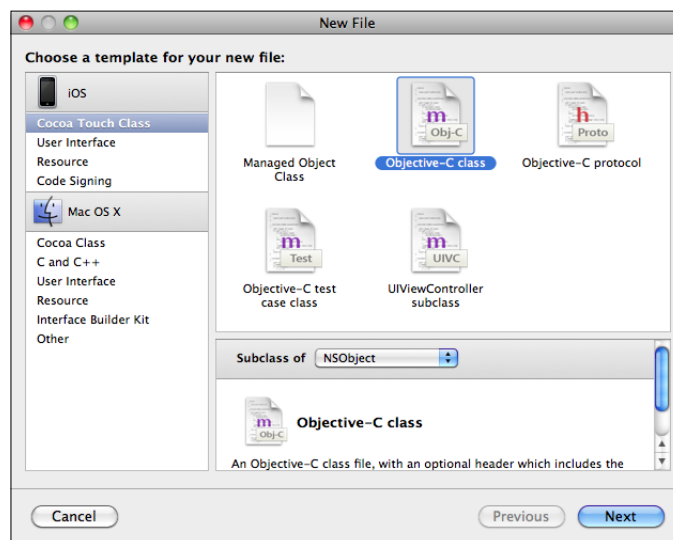 New File
Choose a template for your new file:
iOS
Cocoa Touch Class
User Interface
Resource
Code Signing
Mac OS X
Cocoa Class
C and C++
User Interface
Resource
Interface Builder Kit
Other
m
Obj-C
h
Proto
Managed Object
Class
Objective-C class
Objective-C protocol
m
Test
m
UIVC
Objective-C test
case class
UIViewController
subclass
Subclass of NSObject
m
Obj-C
Objective-C class
An Objective-C class file, with an optional header which includes the
Cancel
Previous
Next